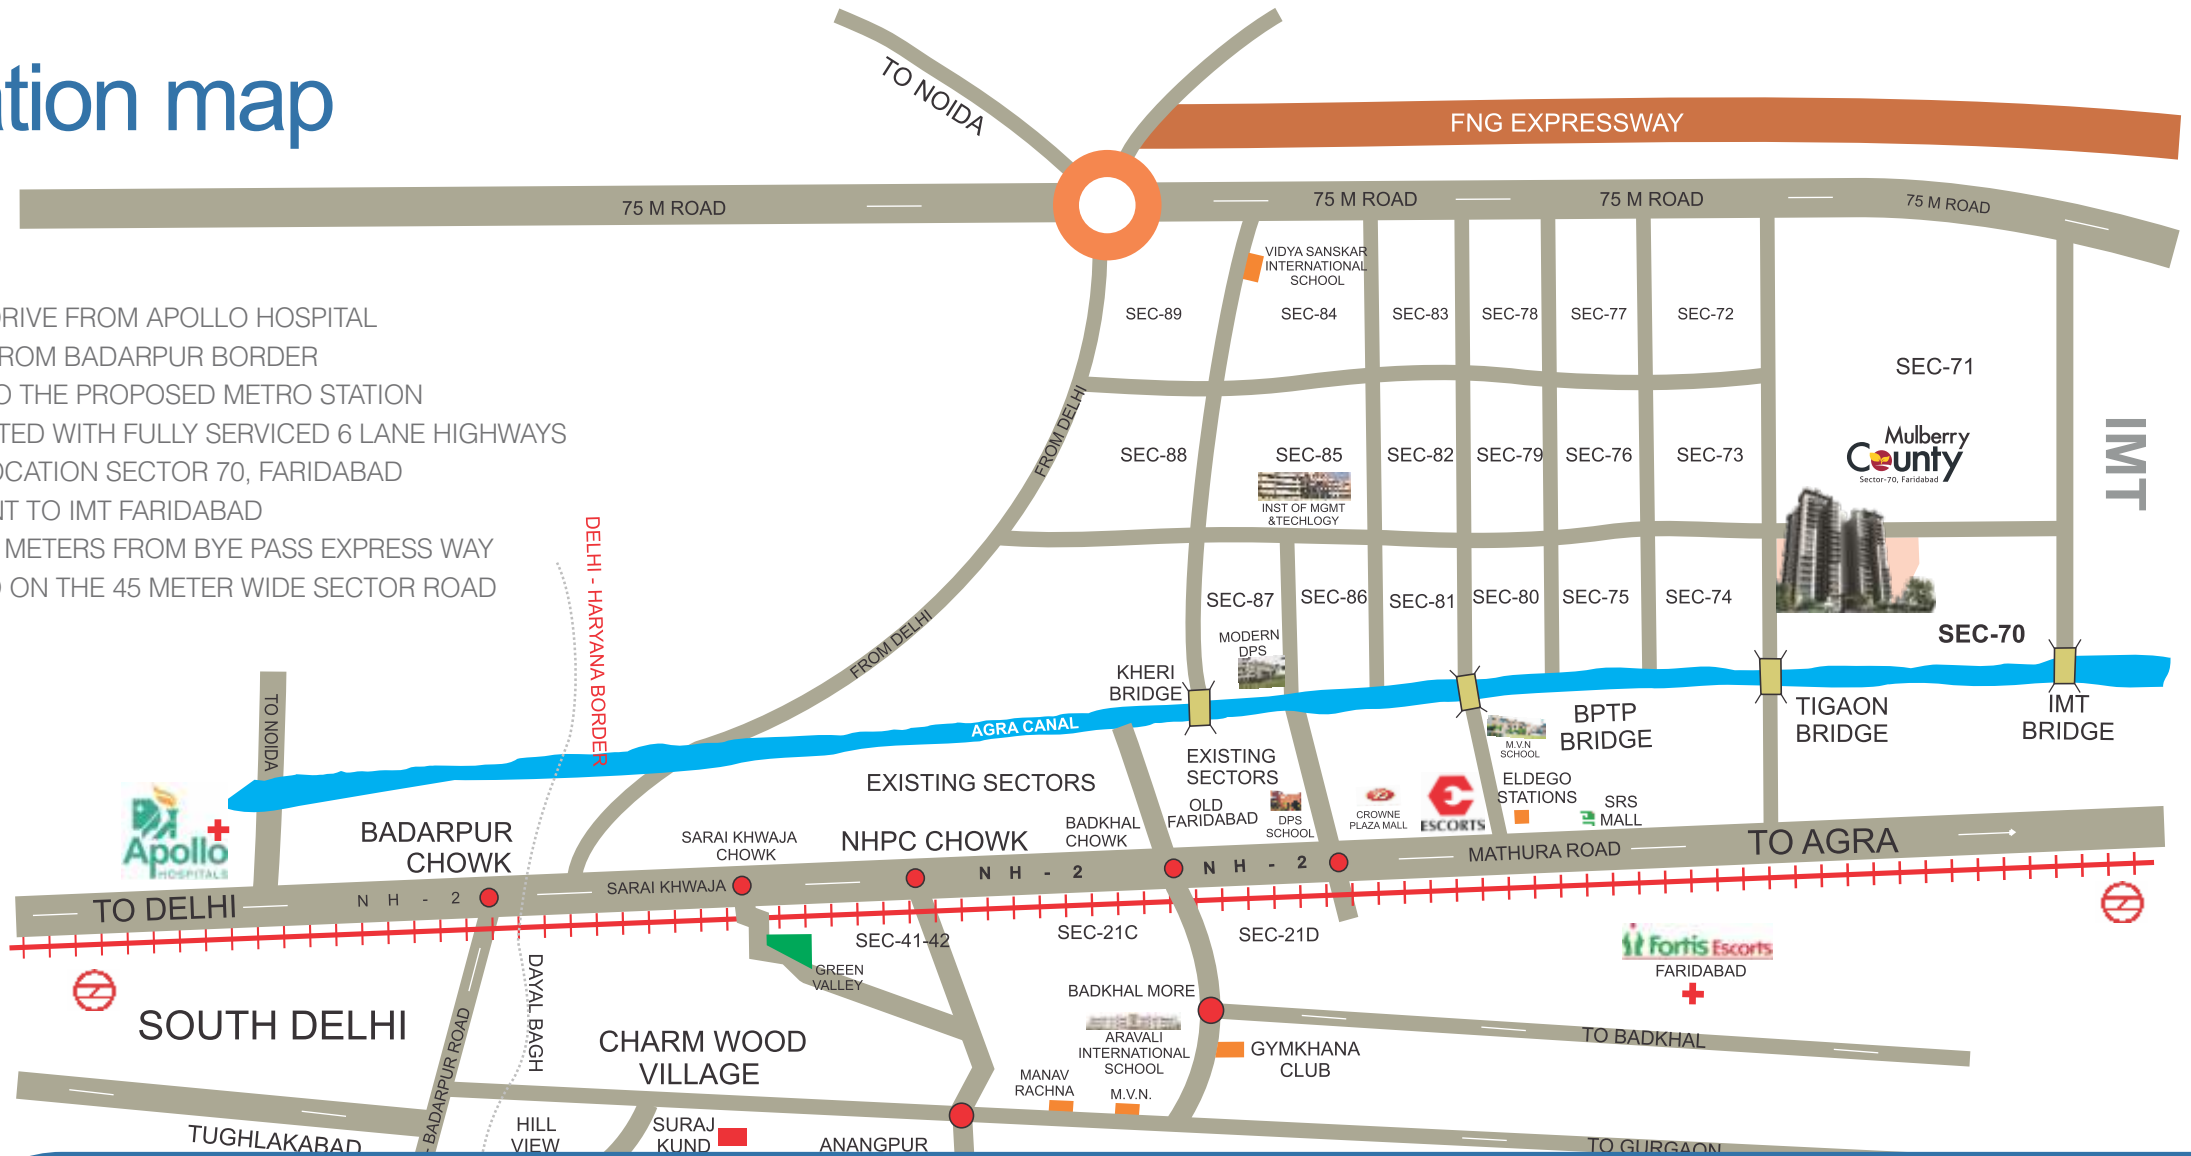 ation map
TO NOIDA
FNG EXPRESSWAY
75 M ROAD
75 M ROAD
75 M ROAD
75 M ROAD
VIDYA SANSKAR
INTERNATIONAL
SCHOOL
DRIVE FROM APOLLO HOSPITAL
FROM BADARPUR BORDER
TO THE PROPOSED METRO STATION
TED WITH FULLY SERVICED 6 LANE HIGHWAYS
OCATION SECTOR 70, FARIDABAD
NT TO IMT FARIDABAD
METERS FROM BYE PASS EXPRESS WAY
ON THE 45 METER WIDE SECTOR ROAD
SEC-89
SEC-84
SEC-83
SEC-78
SEC-77
SEC-72
SEC-71
FROM DELHI
SEC-88
SEC-85
SEC-82
SEC-79
SEC-76
SEC-73
Mulberry
County
Sector-70, Faridabad
IMT
INST OF MGMT
&TECHLOGY
DELHI - HARYANA BORDER
SEC-87
SEC-86
SEC-81
SEC-80
SEC-75
SEC-74
SEC-70
FROM DELHI
MODERN
DPS
KHERI
BRIDGE
TO NOIDA
AGRA CANAL
BPTP
BRIDGE
TIGAON
BRIDGE
IMT
BRIDGE
M.V.N
SCHOOL
EXISTING
SECTORS
EXISTING SECTORS
ELDEGO
STATIONS
SRS
MALL
OLD
FARIDABAD
DPS
SCHOOL
CROWNE
PLAZA MALL
ESCORTS
Apollo
HOSPITALS
BADARPUR
CHOWK
SARAI KHWAJA
CHOWK
NHPC CHOWK
BADKHAL
CHOWK
TO DELHI
N H - 2
SARAI KHWAJA
N H - 2
N H - 2
MATHURA ROAD
TO AGRA
SEC-41-42
SEC-21C
SEC-21D
GREEN
VALLEY
Fortis Escorts
FARIDABAD
DAYAL BAGH
SOUTH DELHI
BADKHAL MORE
CHARM WOOD
VILLAGE
ARAVALI
INTERNATIONAL
SCHOOL
GYMKHANA
CLUB
TO BADKHAL
- BADARPUR ROAD
MANAV
RACHNA
M.V.N.
TUGHLAKABAD
HILL
VIEW
SURAJ
KUND
ANANGPUR
TO GURGAON